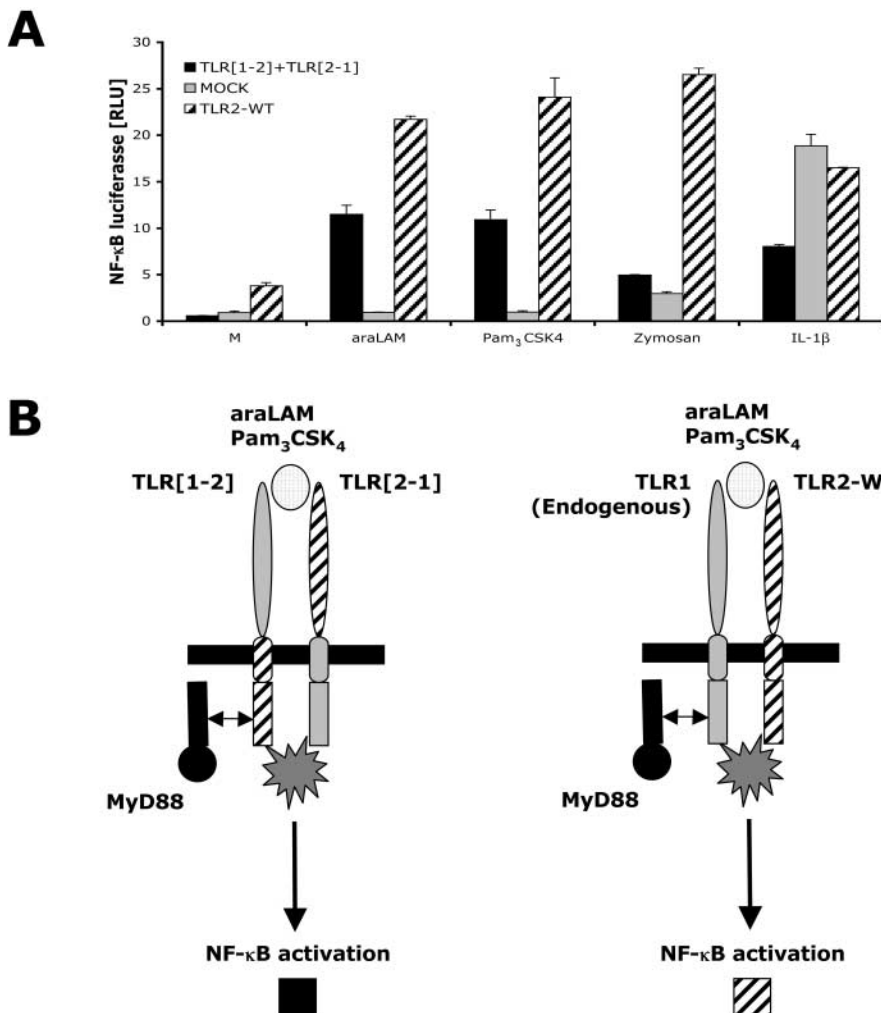 A
NF-κB luciferasse [RLU]
30
25
20
15
10
5
0
TLR[1-2]+TLR[2-1]
MOCK
TLR2-WT
M araLAM Pam₃CSK4 Zymosan IL-1β
B
araLAM
Pam₃CSK₄
TLR[1-2] TLR[2-1]
MyD88
NF-κB activation
araLAM
Pam₃CSK₄
TLR1 TLR2-W
(Endogenous)
MyD88
NF-κB activation